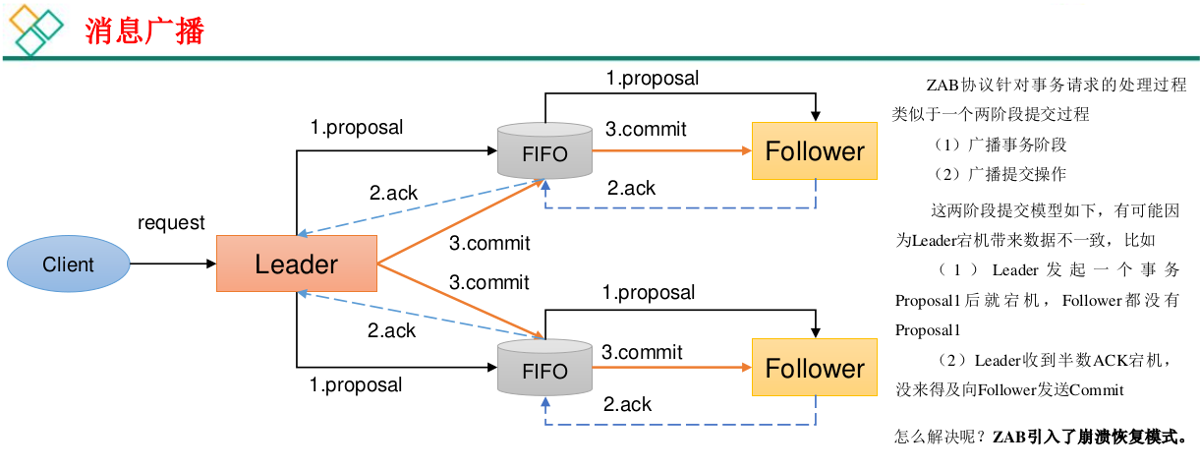 消息广播
1.proposal
1.proposal
3.commit
FIFO
Follower
2.ack
2.ack
request
3.commit
Client
Leader
3.commit
1.proposal
2.ack
3.commit
FIFO
Follower
1.proposal
2.ack
ZAB协议针对事务请求的处理过程
类似于一个两阶段提交过程
（1）广播事务阶段
（2）广播提交操作
这两阶段提交模型如下，有可能因
为Leader宕机带来数据不一致，比如
（1）Leader发起一个事务
Proposal1后就宕机，Follower都没有
Proposal1
（2）Leader收到半数ACK宕机，
没来得及向Follower发送Commit
怎么解决呢？ZAB引入了崩溃恢复模式。